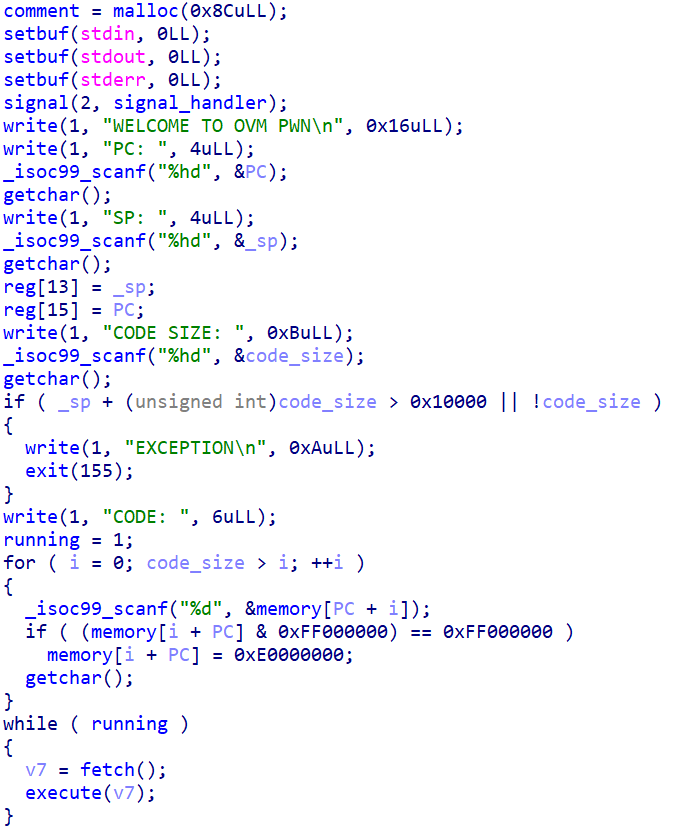 comment = malloc(0x8CuLL);
setbuf(stdin, 0LL);
setbuf(stdout, 0LL);
setbuf(stderr, 0LL);
signal(2, signal_handler);
write(1, "WELCOME TO OVM PWN\n", 0x16uLL);
write(1, "PC: ", 4uLL);
_isoc99_scanf("%hd", &PC);
getchar();
write(1, "SP: ", 4uLL);
_isoc99_scanf("%hd", &_sp);
getchar();
reg[13] = _sp;
reg[15] = PC;
write(1, "CODE SIZE: ", 0xBuLL);
_isoc99_scanf("%hd", &code_size);
getchar();
if ( _sp + (unsigned int)code_size > 0x10000 || !code_size )
{
  write(1, "EXCEPTION\n", 0xAuLL);
  exit(155);
}
write(1, "CODE: ", 6uLL);
running = 1;
for ( i = 0; code_size > i; ++i )
{
  _isoc99_scanf("%d", &memory[PC + i]);
  if ( (memory[i + PC] & 0xFF000000) == 0xFF000000 )
    memory[i + PC] = 0xE0000000;
  getchar();
}
while ( running )
{
  v7 = fetch();
  execute(v7);
}